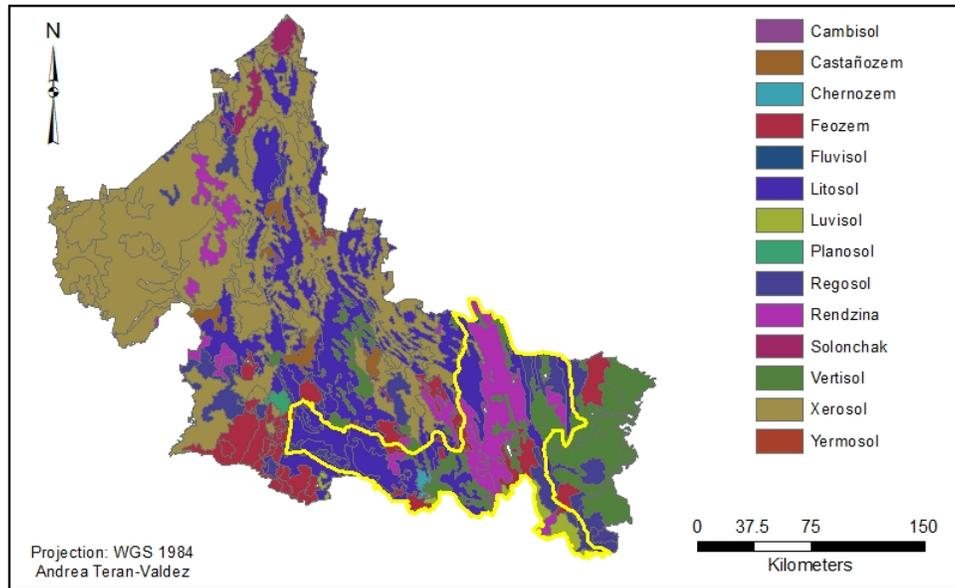 N
Cambisol
Castañozem
Chernozem
Feozem
Fluvisol
Litosol
Luvisol
Planosol
Regosol
Rendzina
Solonchak
Vertisol
Xerosol
Yermosol
0 37.5 75 150
Kilometers
Projection: WGS 1984
Andrea Teran-Valdez